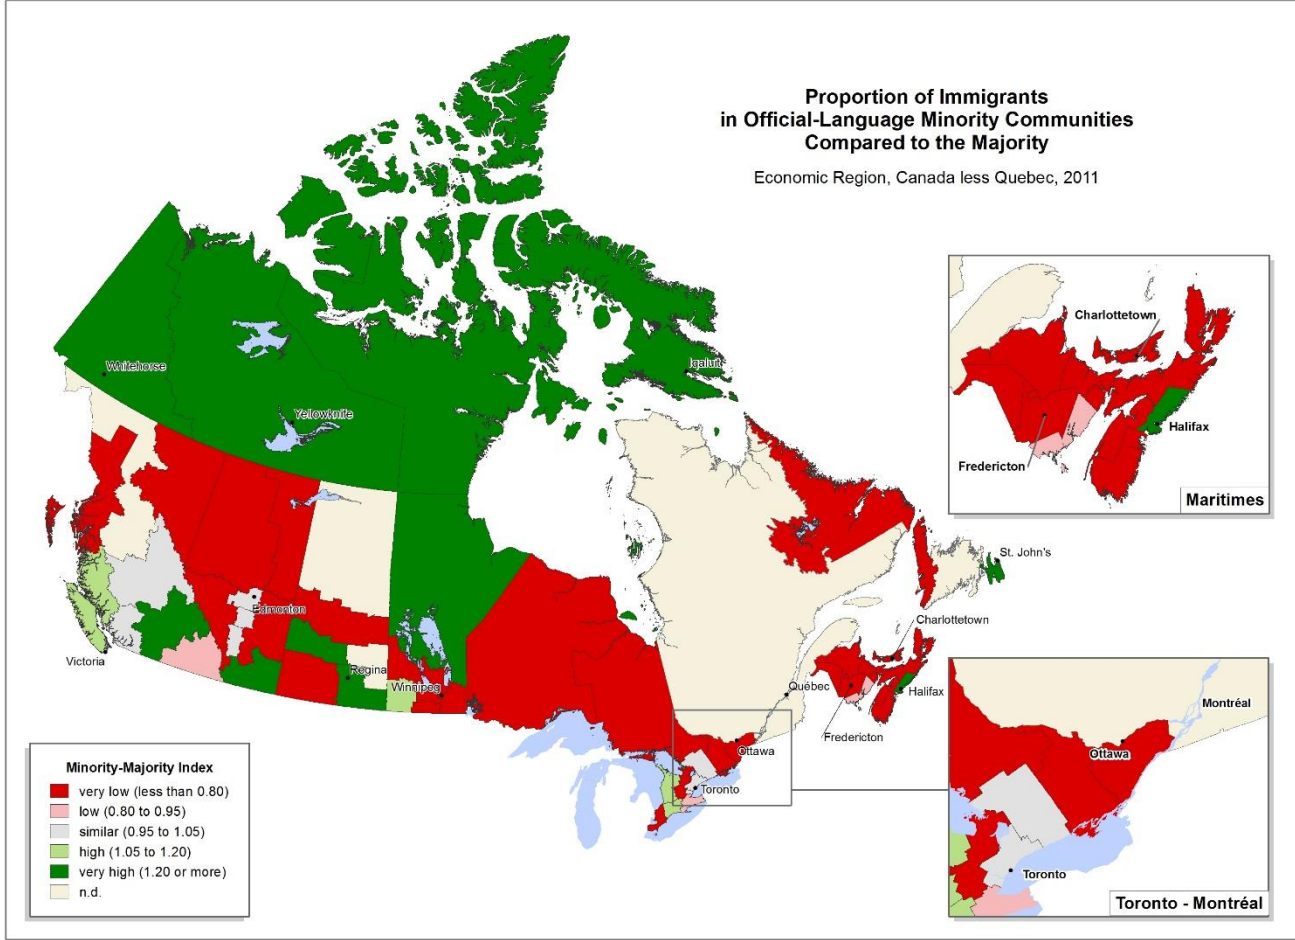 Proportion of Immigrants
in Official-Language Minority Communities
Compared to the Majority
Economic Region, Canada less Quebec, 2011
Whitehorse
Yellowknife
Iqaluit
Edmonton
Victoria
Regina
Winnipeg
St. John's
Charlottetown
Québec
Halifax
Fredericton
Ottawa
Toronto
Charlottetown
Halifax
Fredericton
Maritimes
Montréal
Ottawa
Toronto
Toronto - Montréal
Minority-Majority Index
very low (less than 0.80)
low (0.80 to 0.95)
similar (0.95 to 1.05)
high (1.05 to 1.20)
very high (1.20 or more)
n.d.